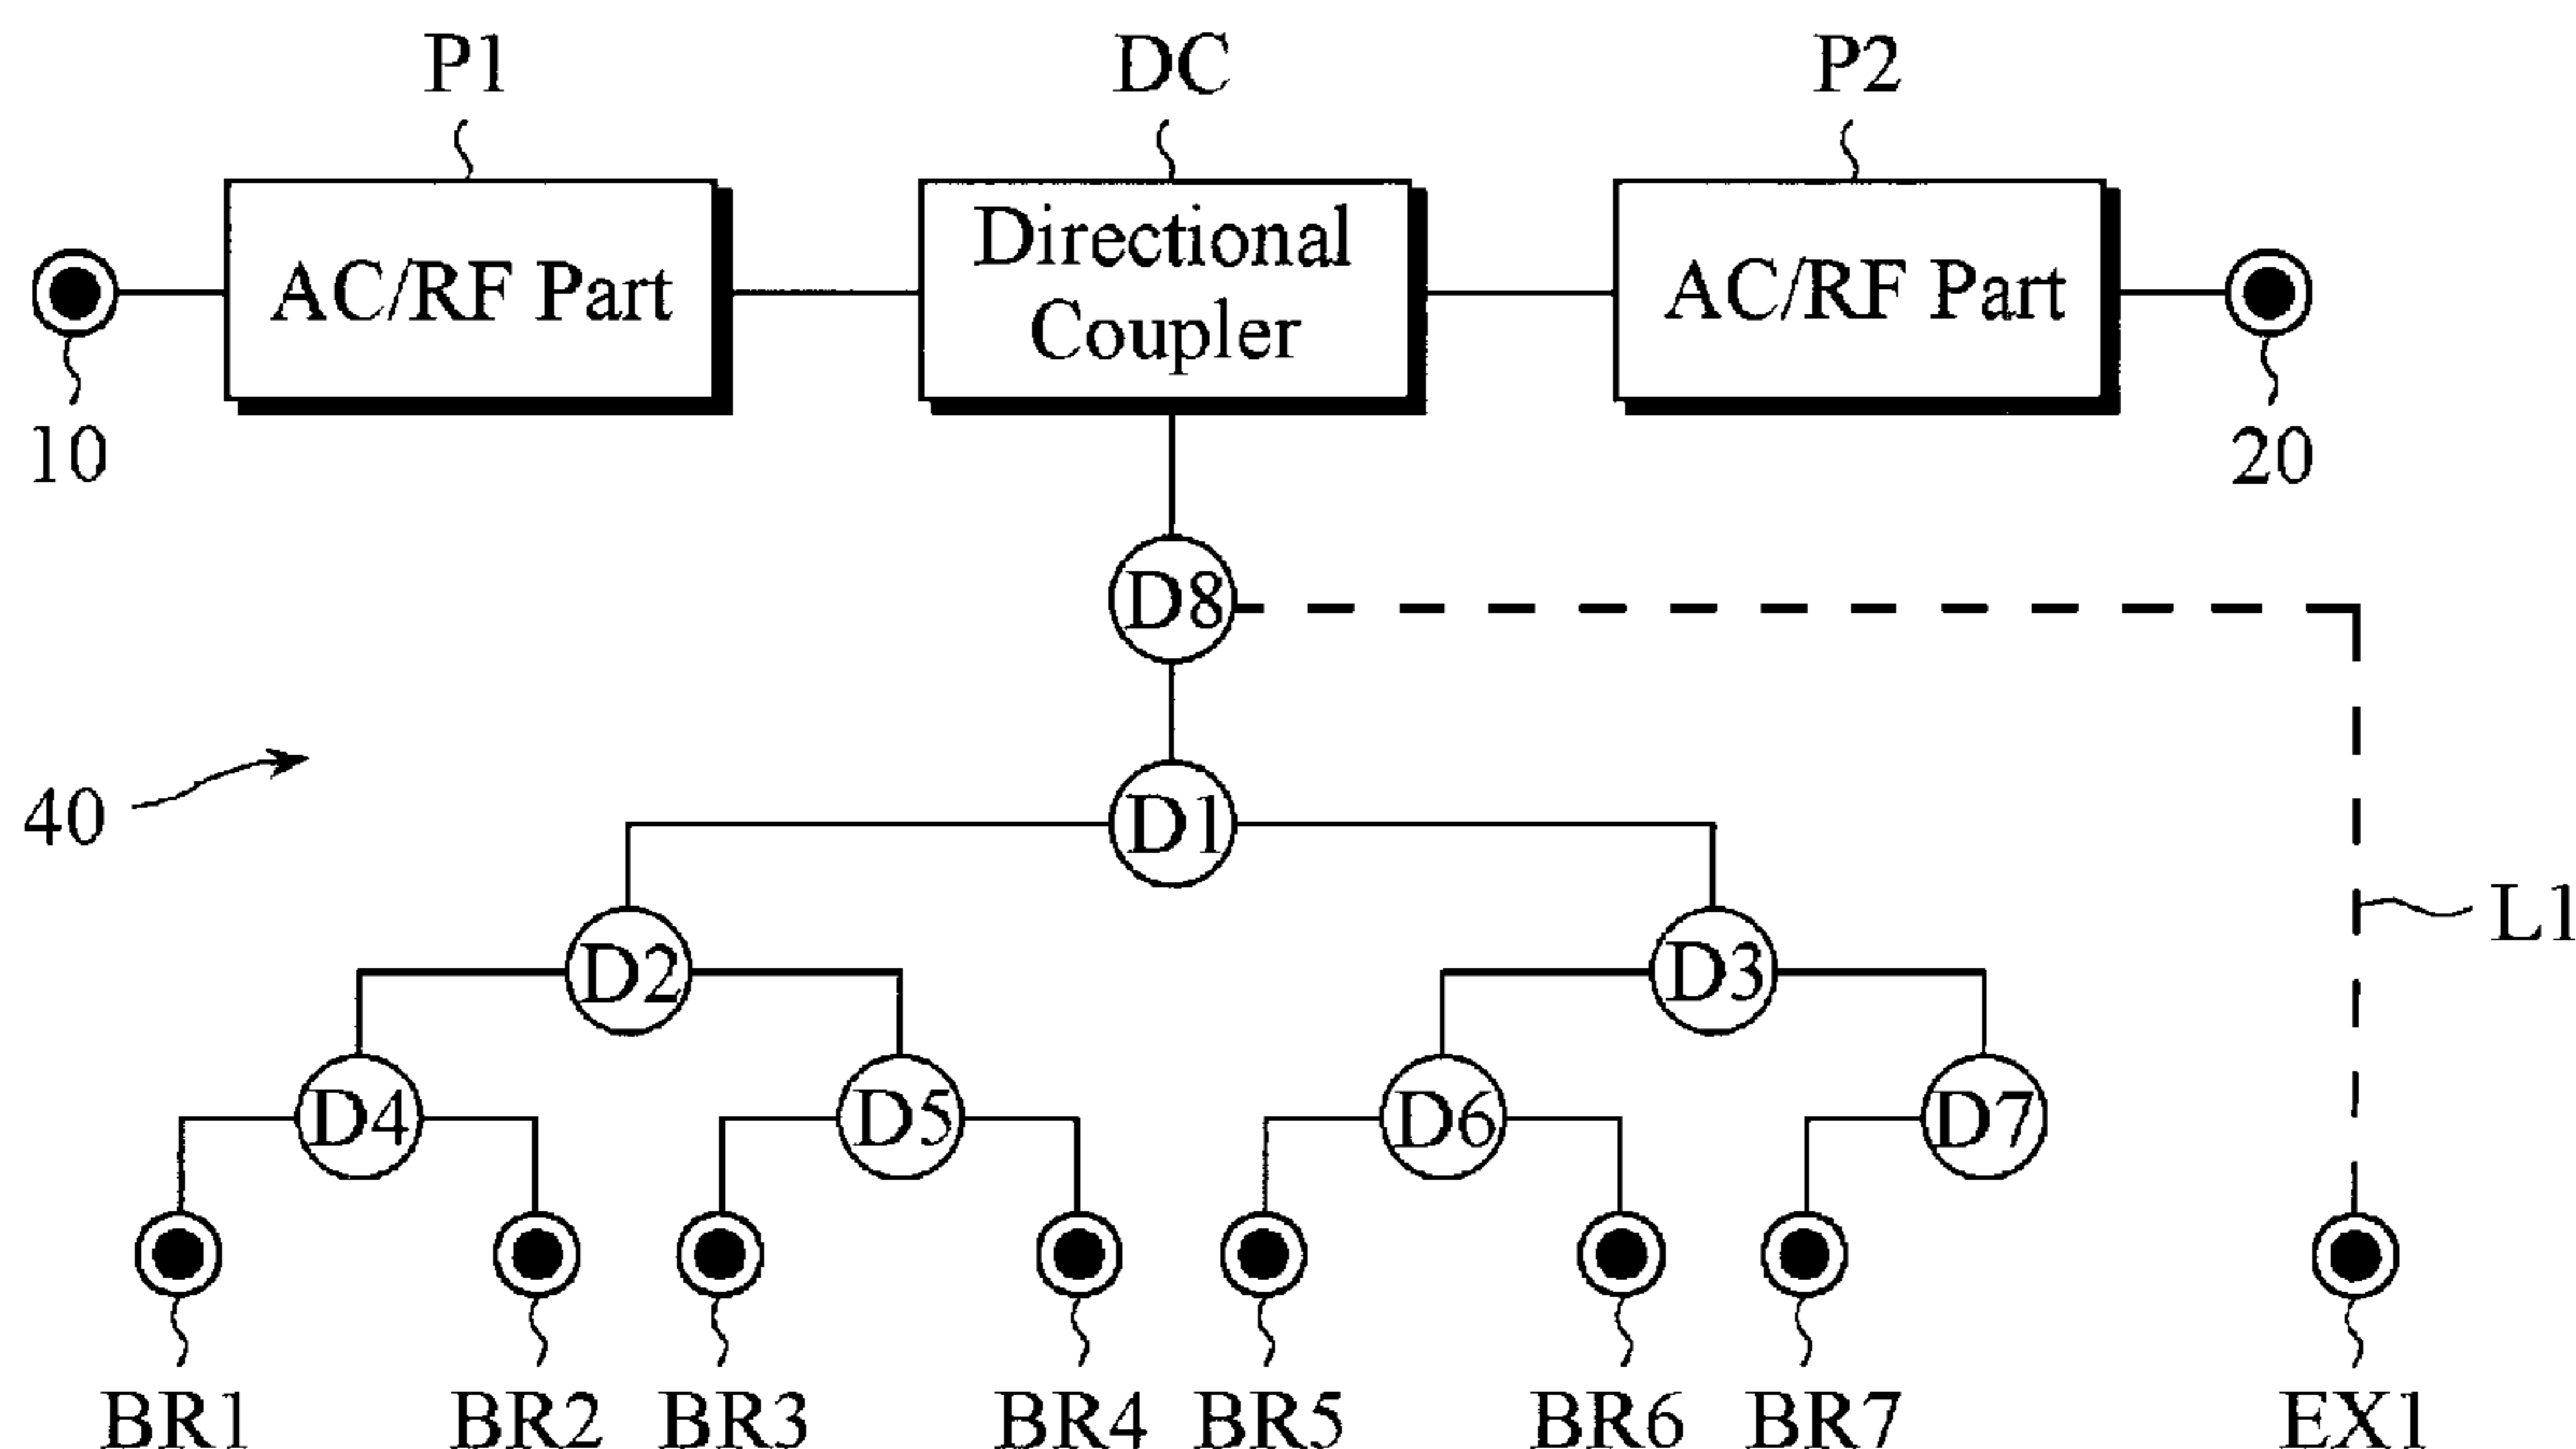 P1
DC
P2
AC/RF Part
Directional
Coupler
AC/RF Part
10
20
D8
40
D1
L1
D2
D3
D4
D5
D6
D7
BR1
BR2
BR3
BR4
BR5
BR6
BR7
EX1